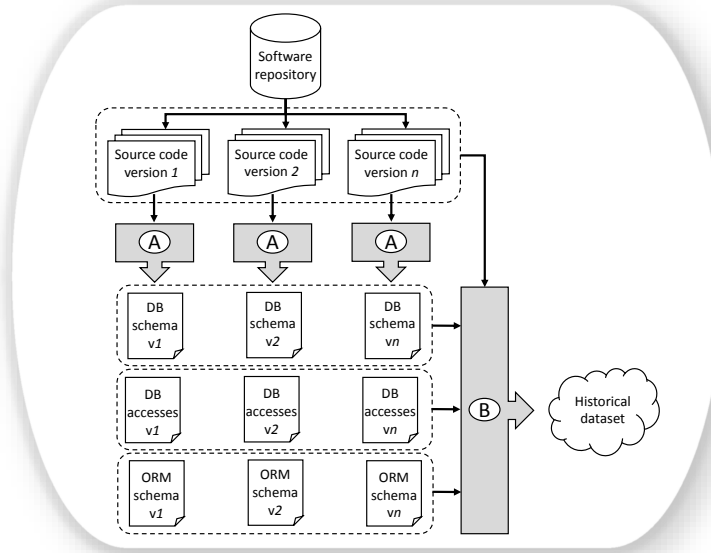 Software
repository
Source code
version 1
Source code
version 2
Source code
version n
A
A
A
DB
schema
v1
DB
schema
v2
DB
schema
vn
DB
accesses
v1
DB
accesses
v2
DB
accesses
vn
ORM
schema
v1
ORM
schema
v2
ORM
schema
vn
B
Historical
dataset